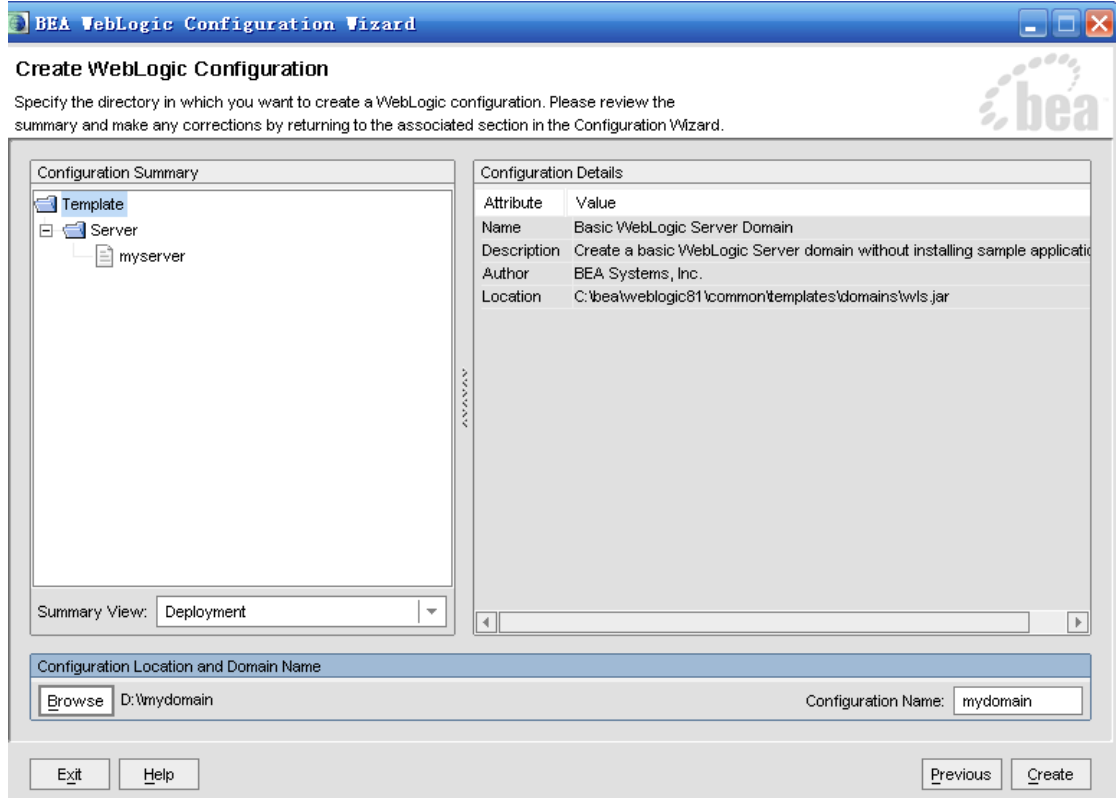 BEA WebLogic Configuration Wizard
Create WebLogic Configuration
Specify the directory in which you want to create a WebLogic configuration. Please review the
summary and make any corrections by returning to the associated section in the Configuration Wizard.
bea
Configuration Summary
Template
Server
myserver
Summary View: Deployment
Configuration Details
Attribute Value
Name Basic WebLogic Server Domain
Description Create a basic WebLogic Server domain without installing sample applicatio
Author BEA Systems, Inc.
Location C:\bea\weblogic81\common\templates\domains\wls.jar
Configuration Location and Domain Name
Browse D:\\mydomain
Configuration Name: mydomain
Exit Help Previous Create